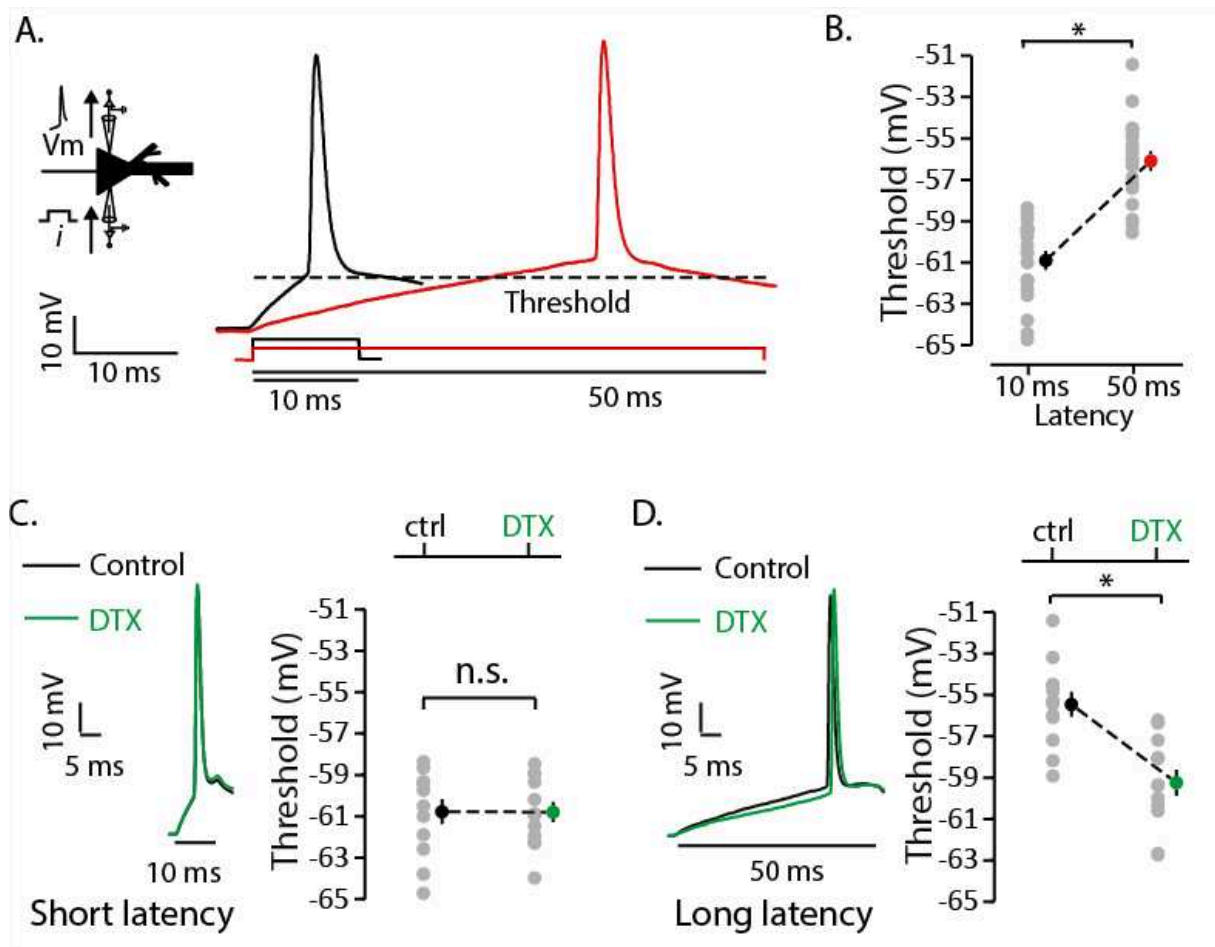 A.
Vm
i
10 mV
10 ms
Threshold
10 ms
50 ms
B.
*
Threshold (mV)
-51
-53
-55
-57
-59
-61
-63
-65
10 ms
50 ms
Latency
C.
Control
DTX
10 mV
5 ms
10 ms
Short latency
ctrl
DTX
Threshold (mV)
-51
-53
-55
-57
-59
-61
-63
-65
n.s.
D.
Control
DTX
10 mV
5 ms
50 ms
Long latency
ctrl
DTX
*
Threshold (mV)
-51
-53
-55
-57
-59
-61
-63
-65